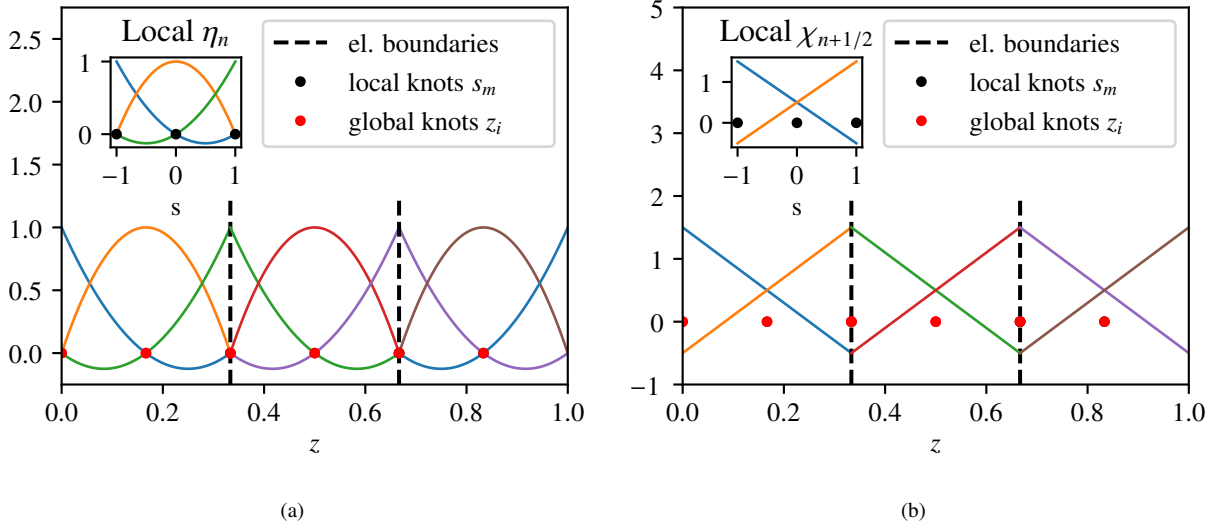 Local ηn
el. boundaries
local knots sm
global knots zi
1
0
−1 0 1
s
2.5
2.0
1.5
1.0
0.5
0.0
0.0 0.2 0.4 0.6 0.8 1.0
z
(a)
Local χn+1/2
el. boundaries
local knots sm
global knots zi
1
0
−1 0 1
s
5
4
3
2
1
0
−1
0.0 0.2 0.4 0.6 0.8 1.0
z
(b)